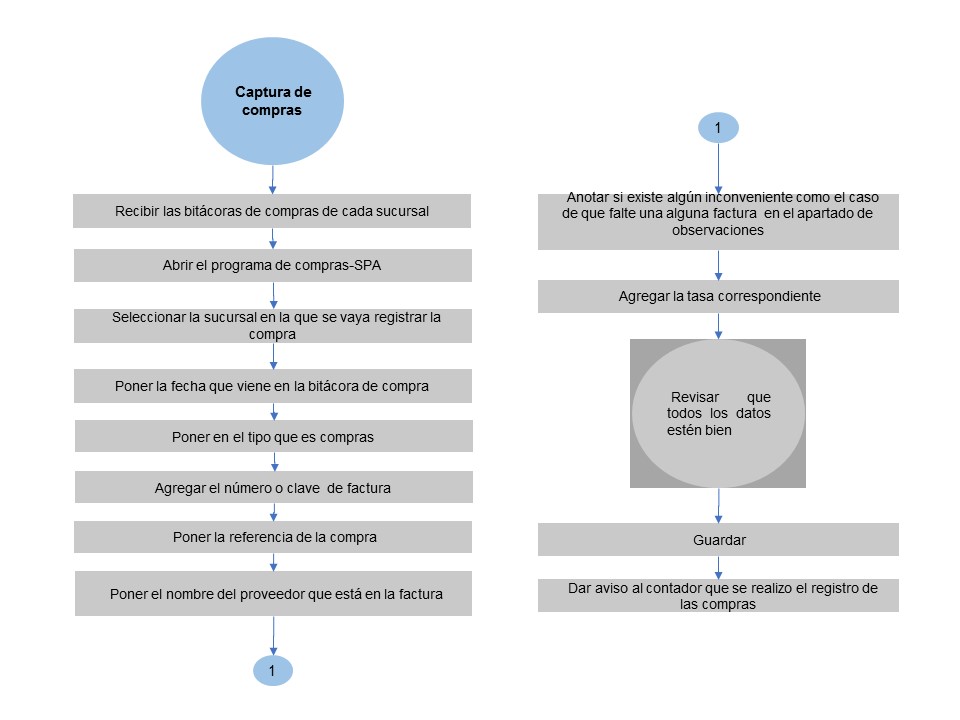 Captura de
compras
Recibir las bitácoras de compras de cada sucursal
Abrir el programa de compras-SPA
Seleccionar la sucursal en la que se vaya registrar la
compra
Poner la fecha que viene en la bitácora de compra
Poner en el tipo que es compras
Agregar el número o clave de factura
Poner la referencia de la compra
Poner el nombre del proveedor que está en la factura
1
1
Anotar si existe algún inconveniente como el caso
de que falte una alguna factura en el apartado de
observaciones
Agregar la tasa correspondiente
Revisar que
todos los datos
estén bien
Guardar
Dar aviso al contador que se realizo el registro de
las compras